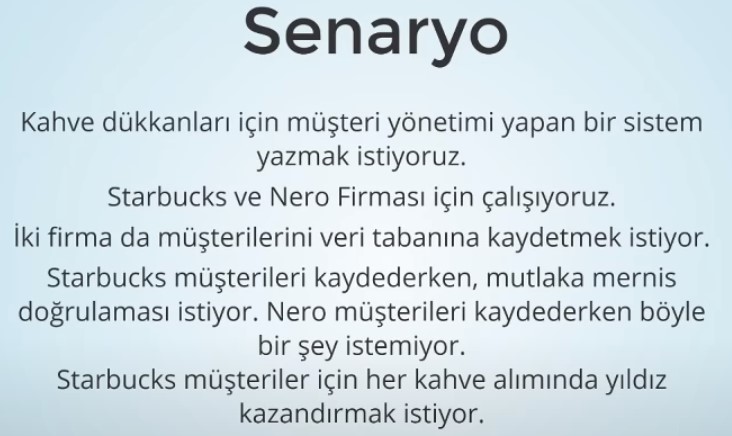 Senaryo
Kahve dükkanları için müşteri yönetimi yapan bir sistem
yazmak istiyoruz.
Starbucks ve Nero Firması için çalışıyoruz.
İki firma da müşterilerini veri tabanına kaydetmek istiyor.
Starbucks müşterileri kaydederken, mutlaka mernis
doğrulaması istiyor. Nero müşterileri kaydederken böyle
bir şey istemiyor.
Starbucks müşteriler için her kahve alımında yıldız
kazandırmak istiyor.